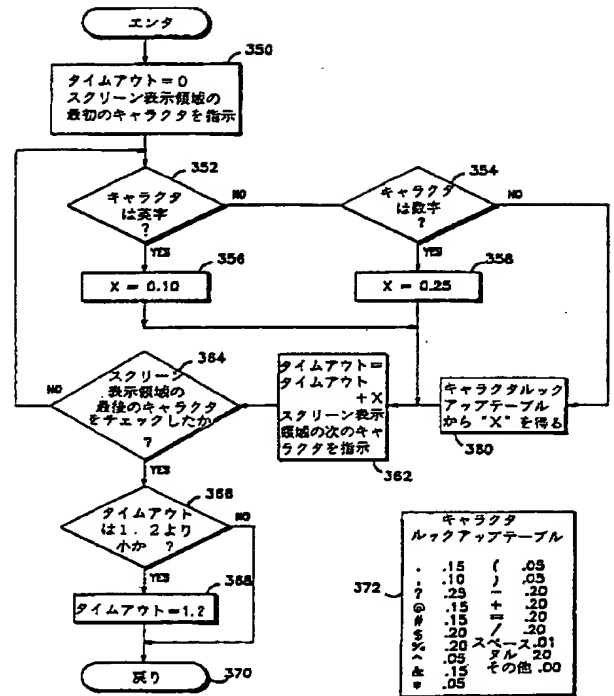 エンタ
350
タイムアウト=0
スクリーン表示領域の
最初のキャラクタを指示
352
キャラクタ
は英字
?
NO
YES
354
キャラクタ
は数字
?
NO
YES
356
X = 0.10
358
X = 0.25
364
スクリーン
表示領域の
最後のキャラクタ
をチェックしたか
?
NO
YES
タイムアウト=
タイムアウト
+X
スクリーン表示
領域の次のキャ
ラクタを指示
362
キャラクタルック
アップテーブル
から "X" を得る
360
366
タイムアウト
は1.2より
小か ?
NO
YES
368
タイムアウト=1.2
戻り
370
372
キャラクタ
ルックアップテーブル
. .15 ( .05
, .10 ) .05
? .25 - .20
@ .15 + .20
# .15 = .20
$ .20 / .20
% .20 スペース.01
^ .05 ヌル .20
& .15 その他 .00
* .05